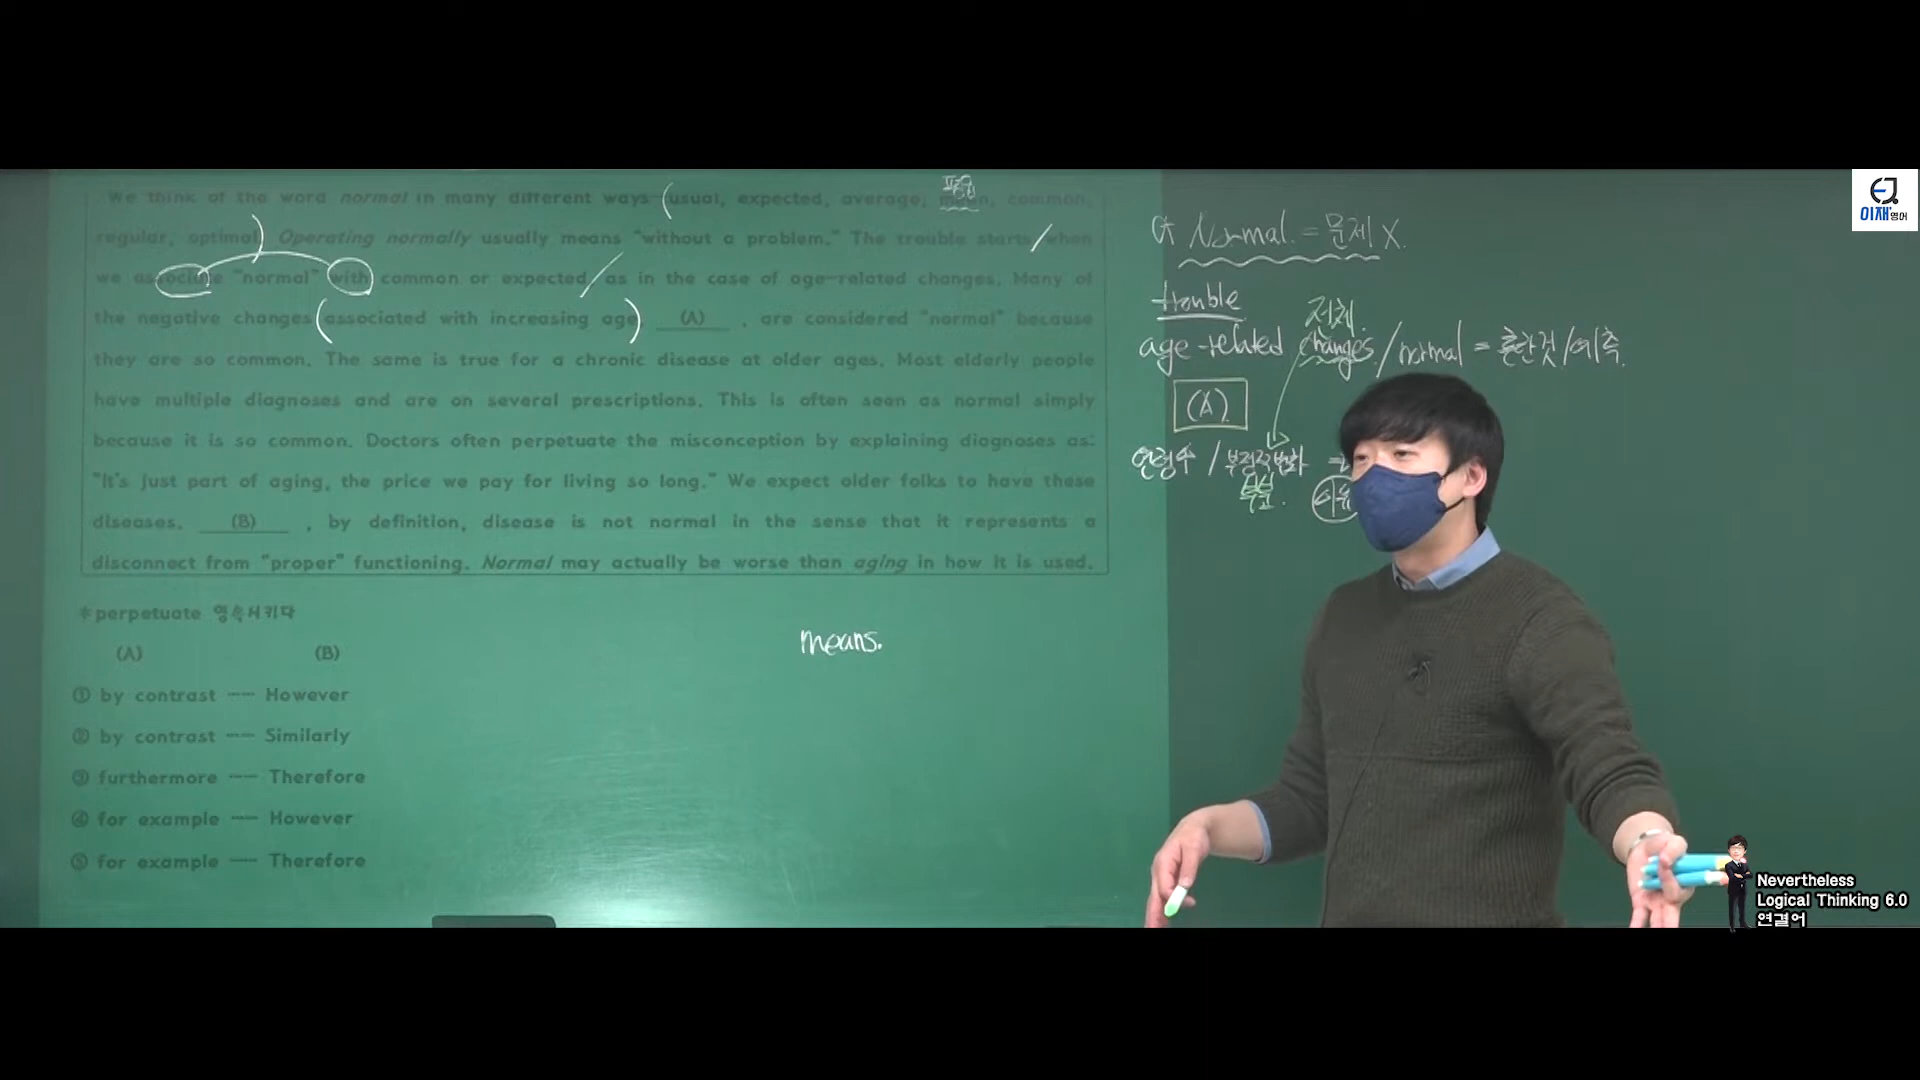 We think of the word normal in many different ways—usual, expected, average, mean, common,
regular, optimal. Operating normally usually means "without a problem." The trouble starts when
we associate "normal" with common or expected, as in the case of age-related changes. Many of
the negative changes associated with increasing age, (A) , are considered "normal" because
they are so common. The same is true for a chronic disease at older ages. Most elderly people
have multiple diagnoses and are on several prescriptions. This is often seen as normal simply
because it is so common. Doctors often perpetuate the misconception by explaining diagnoses as:
"It's just part of aging, the price we pay for living so long." We expect older folks to have these
diseases. (B) , by definition, disease is not normal in the sense that it represents a
disconnect from "proper" functioning. Normal may actually be worse than aging in how it is used.
*perpetuate 영속시키다
(A) (B)
① by contrast ---- However
② by contrast ---- Similarly
③ furthermore ---- Therefore
④ for example ---- However
⑤ for example ---- Therefore
평균
means.
Normal = 문제 X.
trouble
전체
age-related changes / normal = 흔한것/예측
(A)
연령수 / 부정적변화
EJ
이재영어
Nevertheless
Logical Thinking 6.0
연결어